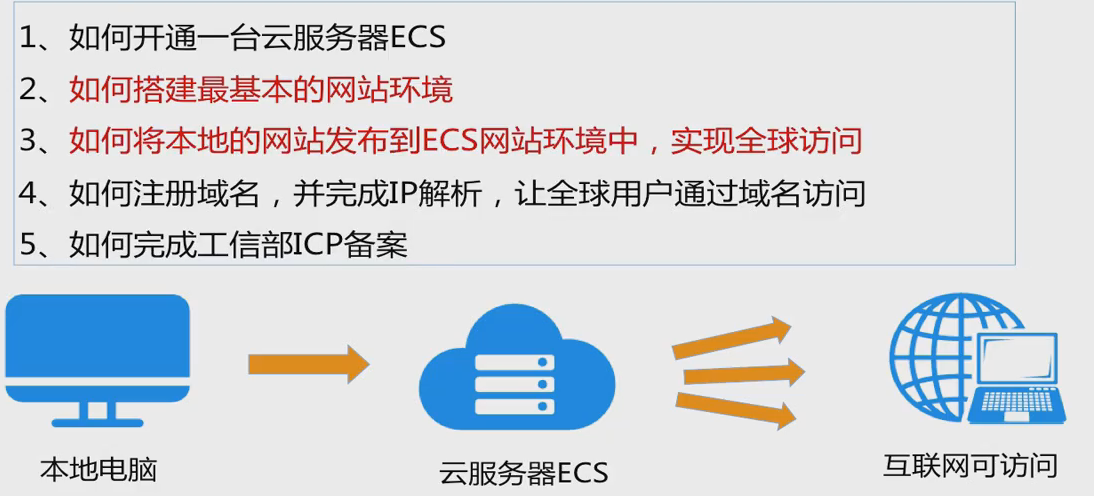 1、如何开通一台云服务器ECS
2、如何搭建最基本的网站环境
3、如何将本地的网站发布到ECS网站环境中，实现全球访问
4、如何注册域名，并完成IP解析，让全球用户通过域名访问
5、如何完成工信部ICP备案
本地电脑
云服务器ECS
互联网可访问